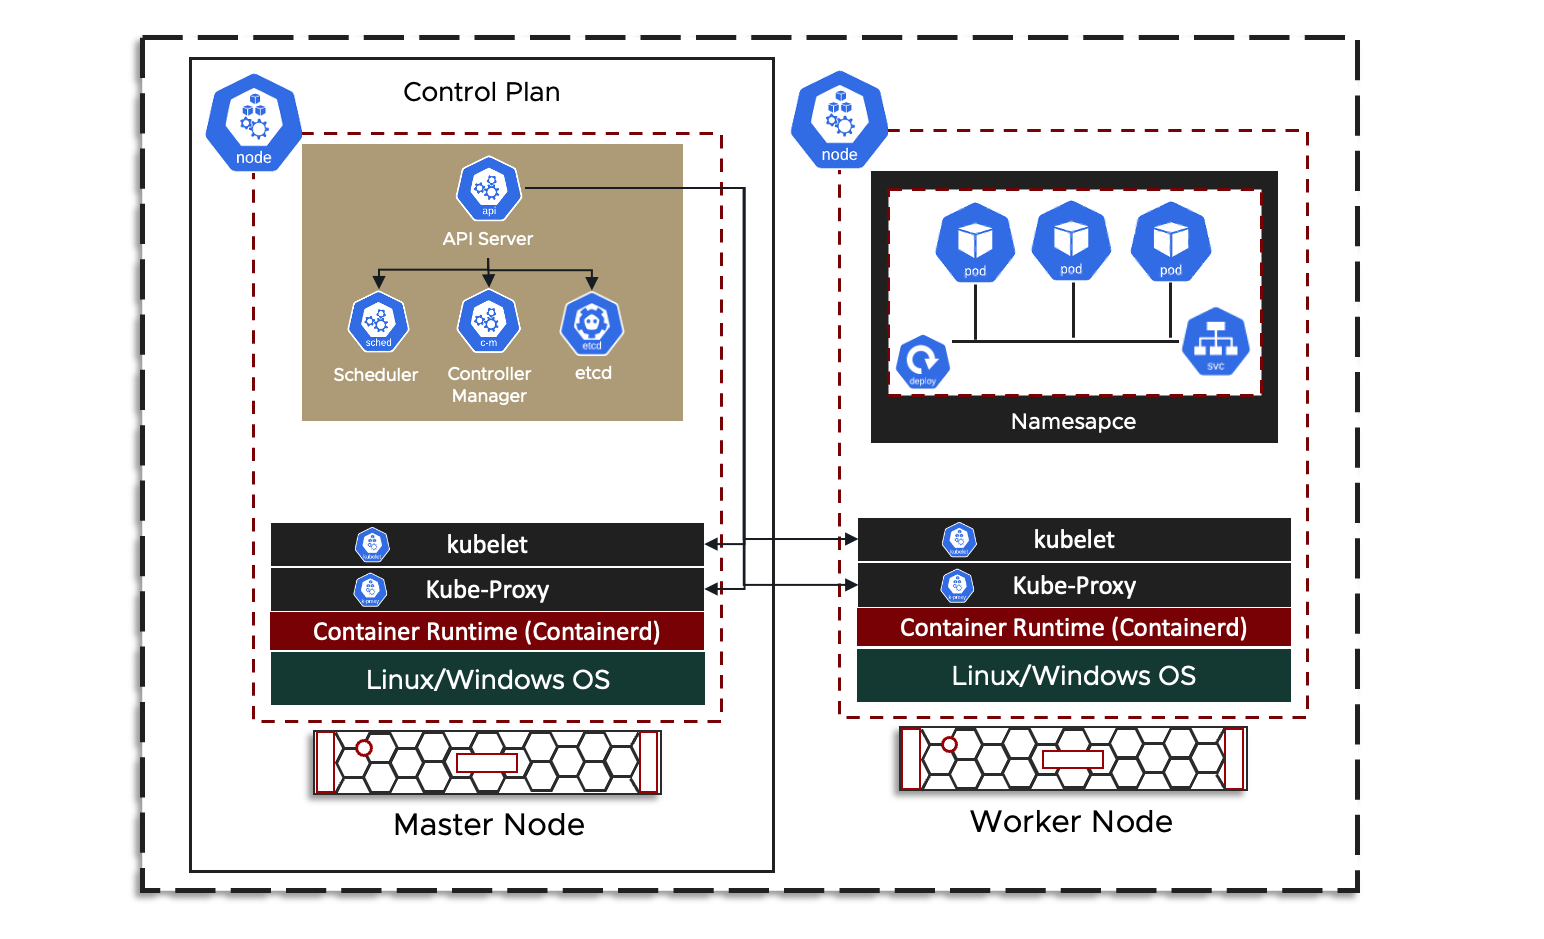 Control Plan
node
api
API Server
sched
c-m
etcd
Scheduler
Controller
Manager
etcd
kubelet
kubelet
k-proxy
Kube-Proxy
Container Runtime (Containerd)
Linux/Windows OS
Master Node
node
pod
pod
pod
deploy
svc
Namesapce
kubelet
kubelet
k-proxy
Kube-Proxy
Container Runtime (Containerd)
Linux/Windows OS
Worker Node